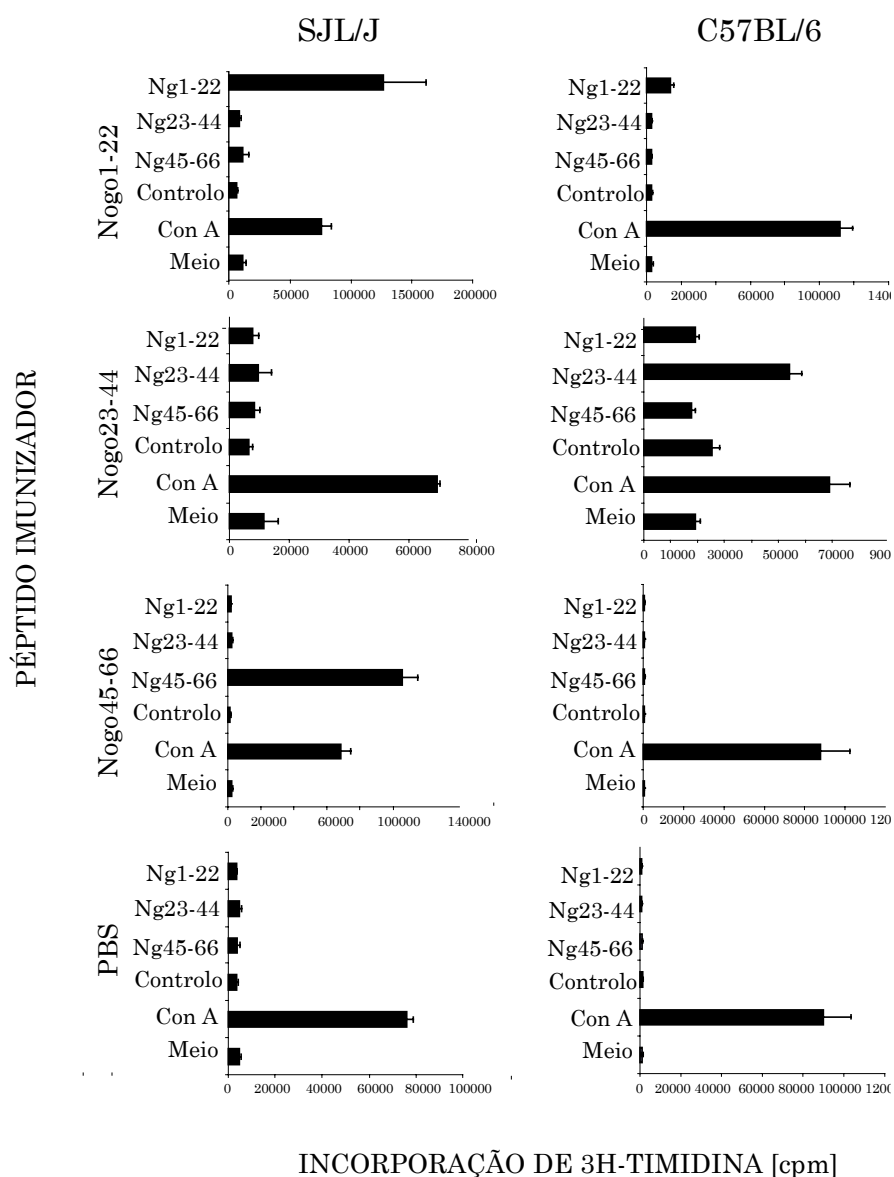 SJL/J
C57BL/6
PÉPTIDO IMUNIZADOR
Nogo1-22
Ng1-22
Ng23-44
Ng45-66
Controlo
Con A
Meio
0 50000 100000 150000 200000
Ng1-22
Ng23-44
Ng45-66
Controlo
Con A
Meio
0 20000 60000 100000 1400
Nogo23-44
Ng1-22
Ng23-44
Ng45-66
Controlo
Con A
Meio
0 20000 40000 60000 80000
Ng1-22
Ng23-44
Ng45-66
Controlo
Con A
Meio
0 10000 30000 50000 70000 900
Nogo45-66
Ng1-22
Ng23-44
Ng45-66
Controlo
Con A
Meio
0 20000 60000 100000 140000
Ng1-22
Ng23-44
Ng45-66
Controlo
Con A
Meio
0 20000 40000 60000 80000 100000 120
PBS
Ng1-22
Ng23-44
Ng45-66
Controlo
Con A
Meio
0 20000 40000 60000 80000 100000
Ng1-22
Ng23-44
Ng45-66
Controlo
Con A
Meio
0 20000 40000 60000 80000 100000 1200
INCORPORAÇÃO DE 3H-TIMIDINA [cpm]